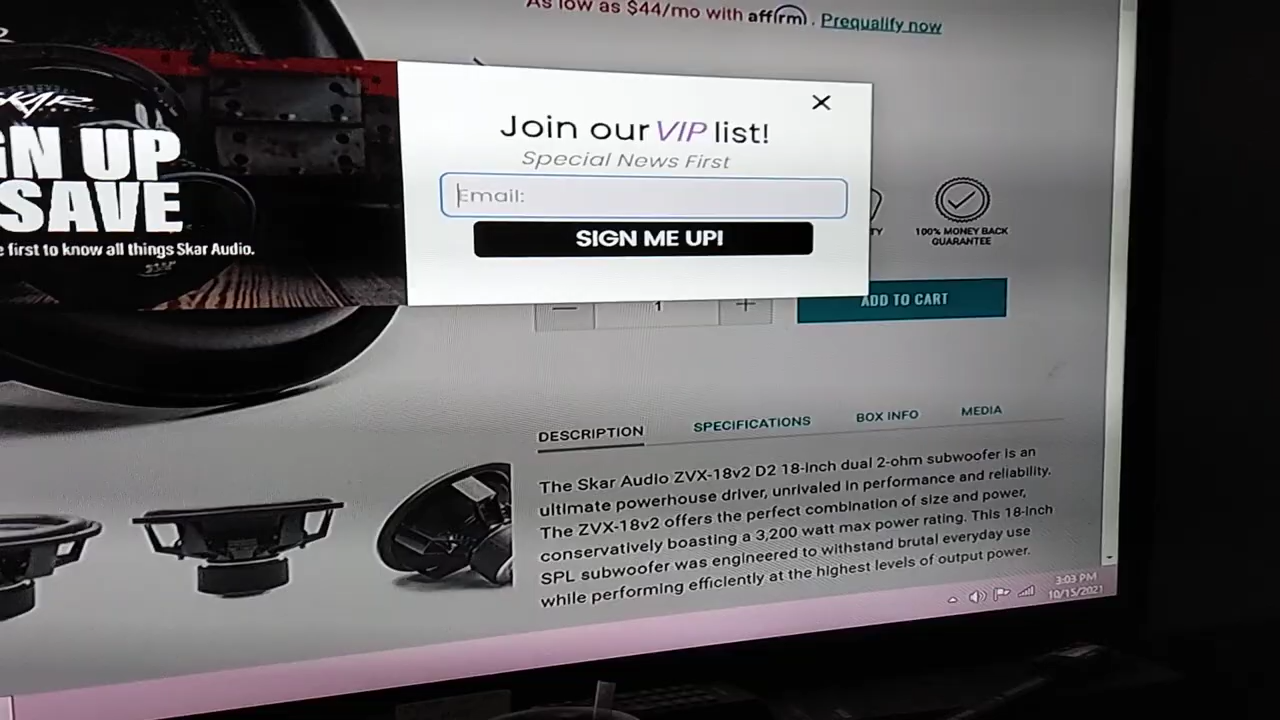 As low as $44/mo with affirm. Prequalify now
SKAR
UP
SAVE
first to know all things Skar Audio.
Join our VIP list!
Special News First
Email:
SIGN ME UP!
100% MONEY BACK
GUARANTEE
1
ADD TO CART
DESCRIPTION
SPECIFICATIONS
BOX INFO
MEDIA
The Skar Audio ZVX-18v2 D2 18-inch dual 2-ohm subwoofer is an
ultimate powerhouse driver, unrivaled in performance and reliability.
The ZVX-18v2 offers the perfect combination of size and power,
conservatively boasting a 3,200 watt max power rating. This 18-inch
SPL subwoofer was engineered to withstand brutal everyday use
while performing efficiently at the highest levels of output power.
3:03 PM
10/15/2021